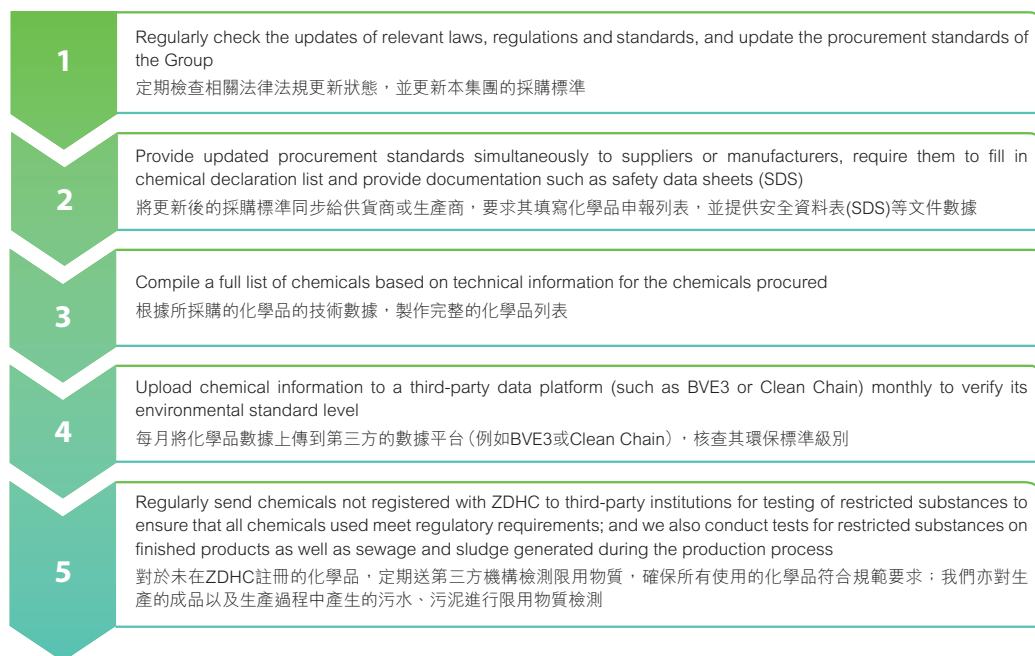 1
Regularly check the updates of relevant laws, regulations and standards, and update the procurement standards of
the Group
定期檢查相關法律法規更新狀態，並更新本集團的採購標準
2
Provide updated procurement standards simultaneously to suppliers or manufacturers, require them to fill in
chemical declaration list and provide documentation such as safety data sheets (SDS)
將更新後的採購標準同步給供貨商或生產商，要求其填寫化學品申報列表，並提供安全資料表(SDS)等文件數據
3
Compile a full list of chemicals based on technical information for the chemicals procured
根據所採購的化學品的技術數據，製作完整的化學品列表
4
Upload chemical information to a third-party data platform (such as BVE3 or Clean Chain) monthly to verify its
environmental standard level
每月將化學品數據上傳到第三方的數據平台（例如BVE3或Clean Chain），核查其環保標準級別
5
Regularly send chemicals not registered with ZDHC to third-party institutions for testing of restricted substances to
ensure that all chemicals used meet regulatory requirements; and we also conduct tests for restricted substances on
finished products as well as sewage and sludge generated during the production process
對於未在ZDHC註冊的化學品，定期送第三方機構檢測限用物質，確保所有使用的化學品符合規範要求；我們亦對生
產的成品以及生產過程中產生的污水、污泥進行限用物質檢測